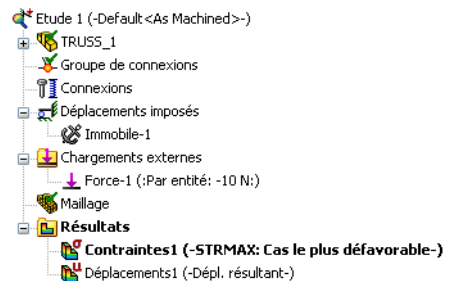 Etude 1 (-Default<As Machined>-)
TRUSS_1
Groupe de connexions
Connexions
Déplacements imposés
Immobile-1
Chargements externes
Force-1 (:Par entité: -10 N:)
Maillage
Résultats
Contraintes1 (-STRMAX: Cas le plus défavorable-)
Déplacements1 (-Dépl. résultant-)